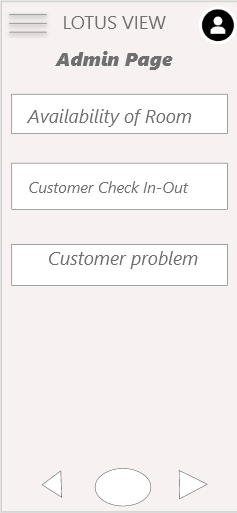 LOTUS VIEW
Admin Page
Availability of Room
Customer Check In-Out
Customer problem